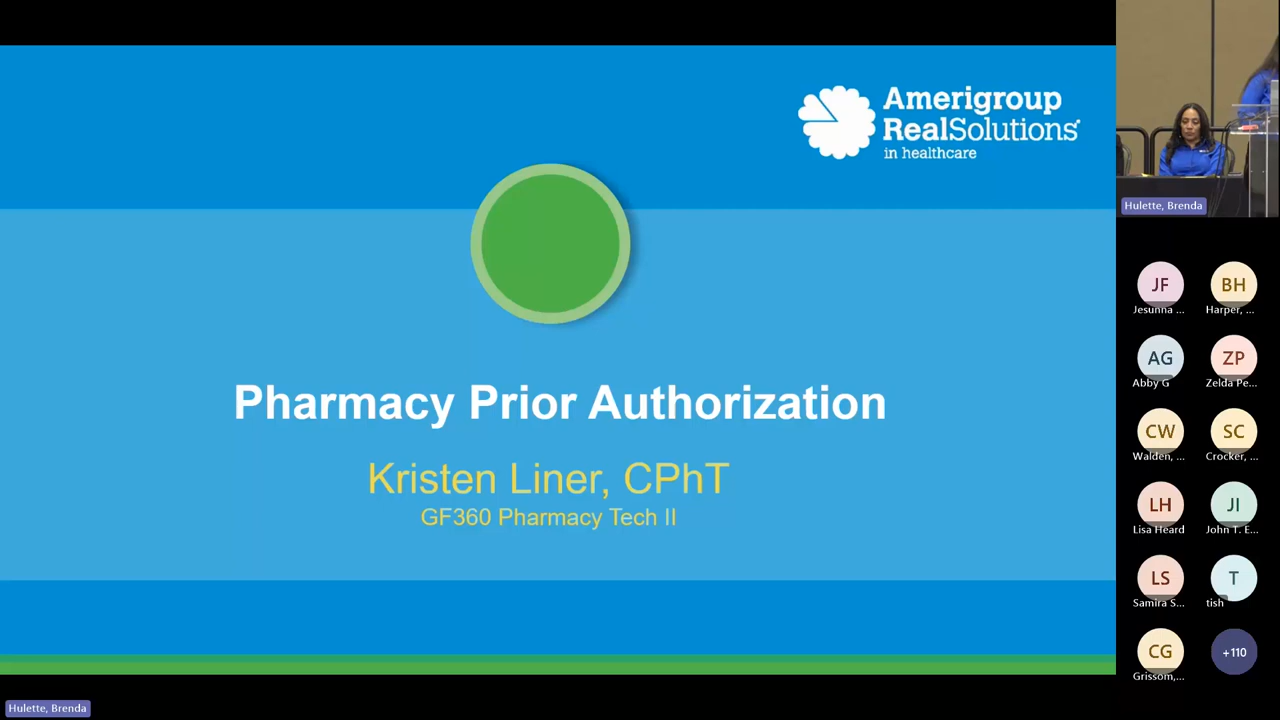 Amerigroup
RealSolutions
in healthcare
Pharmacy Prior Authorization
Kristen Liner, CPhT
GF360 Pharmacy Tech II
Hulette, Brenda
Hulette, Brenda
JF
BH
Jesunna ...
Harper, ...
AG
ZP
Abby G
Zelda Pe...
CW
SC
Walden, ...
Crocker, ...
LH
JI
Lisa Heard
John T. E...
LS
T
Samira S...
tish
CG
+110
Grissom,...